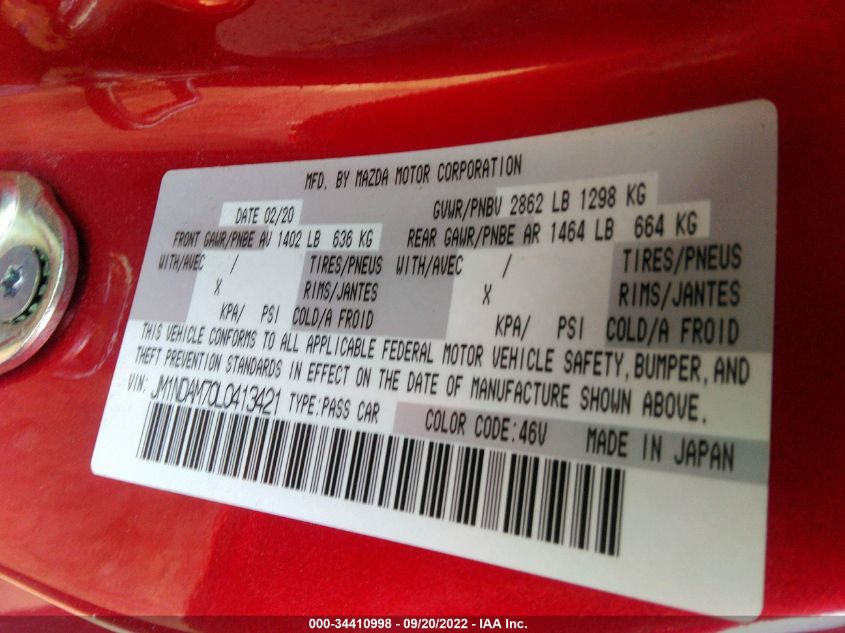 MFD. BY MAZDA MOTOR CORPORATION
DATE 02/20 GVWR/PNBV 2862 LB 1298 KG
FRONT GAWR/PNBE AV 1402 LB 636 KG REAR GAWR/PNBE AR 1464 LB 664 KG
WITH/AVEC / TIRES/PNEUS WITH/AVEC / TIRES/PNEUS
X RIMS/JANTES X RIMS/JANTES
KPA/ PSI COLD/A FROID KPA/ PSI COLD/A FROID
THIS VEHICLE CONFORMS TO ALL APPLICABLE FEDERAL MOTOR VEHICLE SAFETY, BUMPER, AND
THEFT PREVENTION STANDARDS IN EFFECT ON THE DATE OF MANUFACTURE SHOWN ABOVE.
VIN: JM1NDAM70L0413421 TYPE:PASS CAR COLOR CODE:46V MADE IN JAPAN
000-34410998 - 09/20/2022 - IAA Inc.